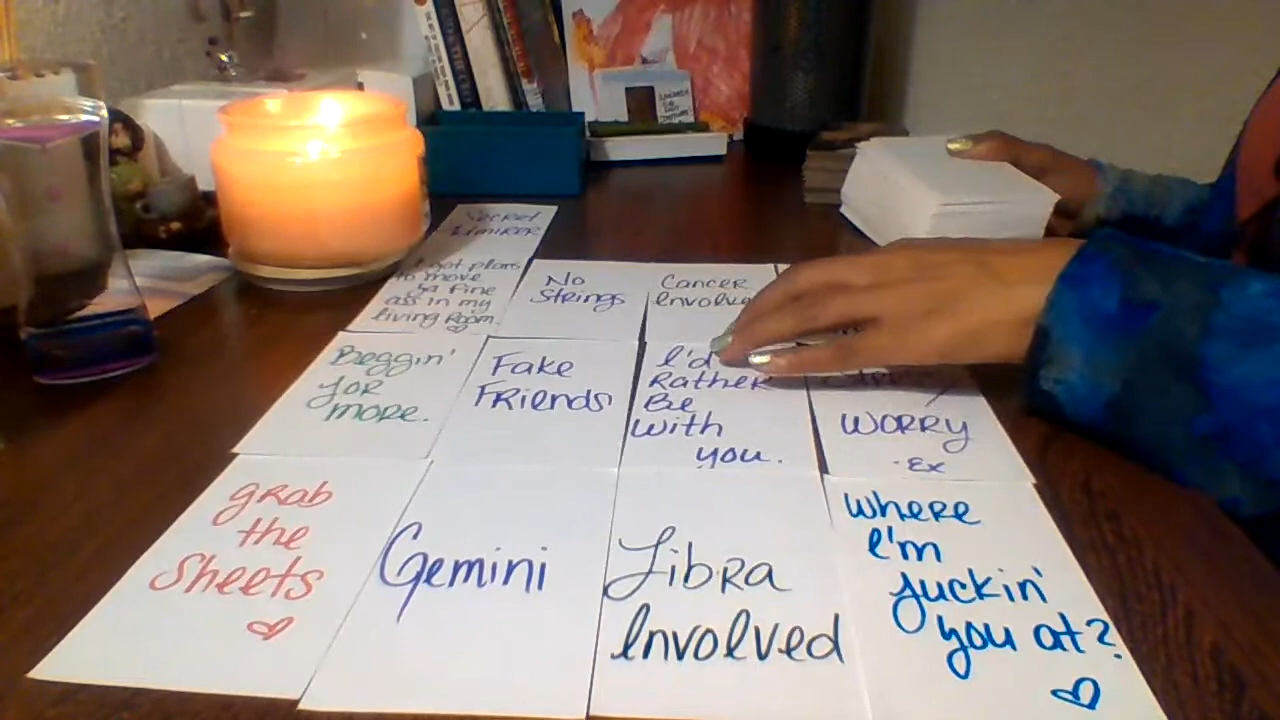 Secret
Admirer
I got plans
to move
ya fine
ass in my
living room.
No
Strings
Cancer
Involved
Beggin'
for
more.
Fake
Friends
I'd
Rather
Be
with
you.
WORRY
-Ex
grab
the
Sheets
Gemini
Libra
Involved
Where
I'm
fuckin'
you at?